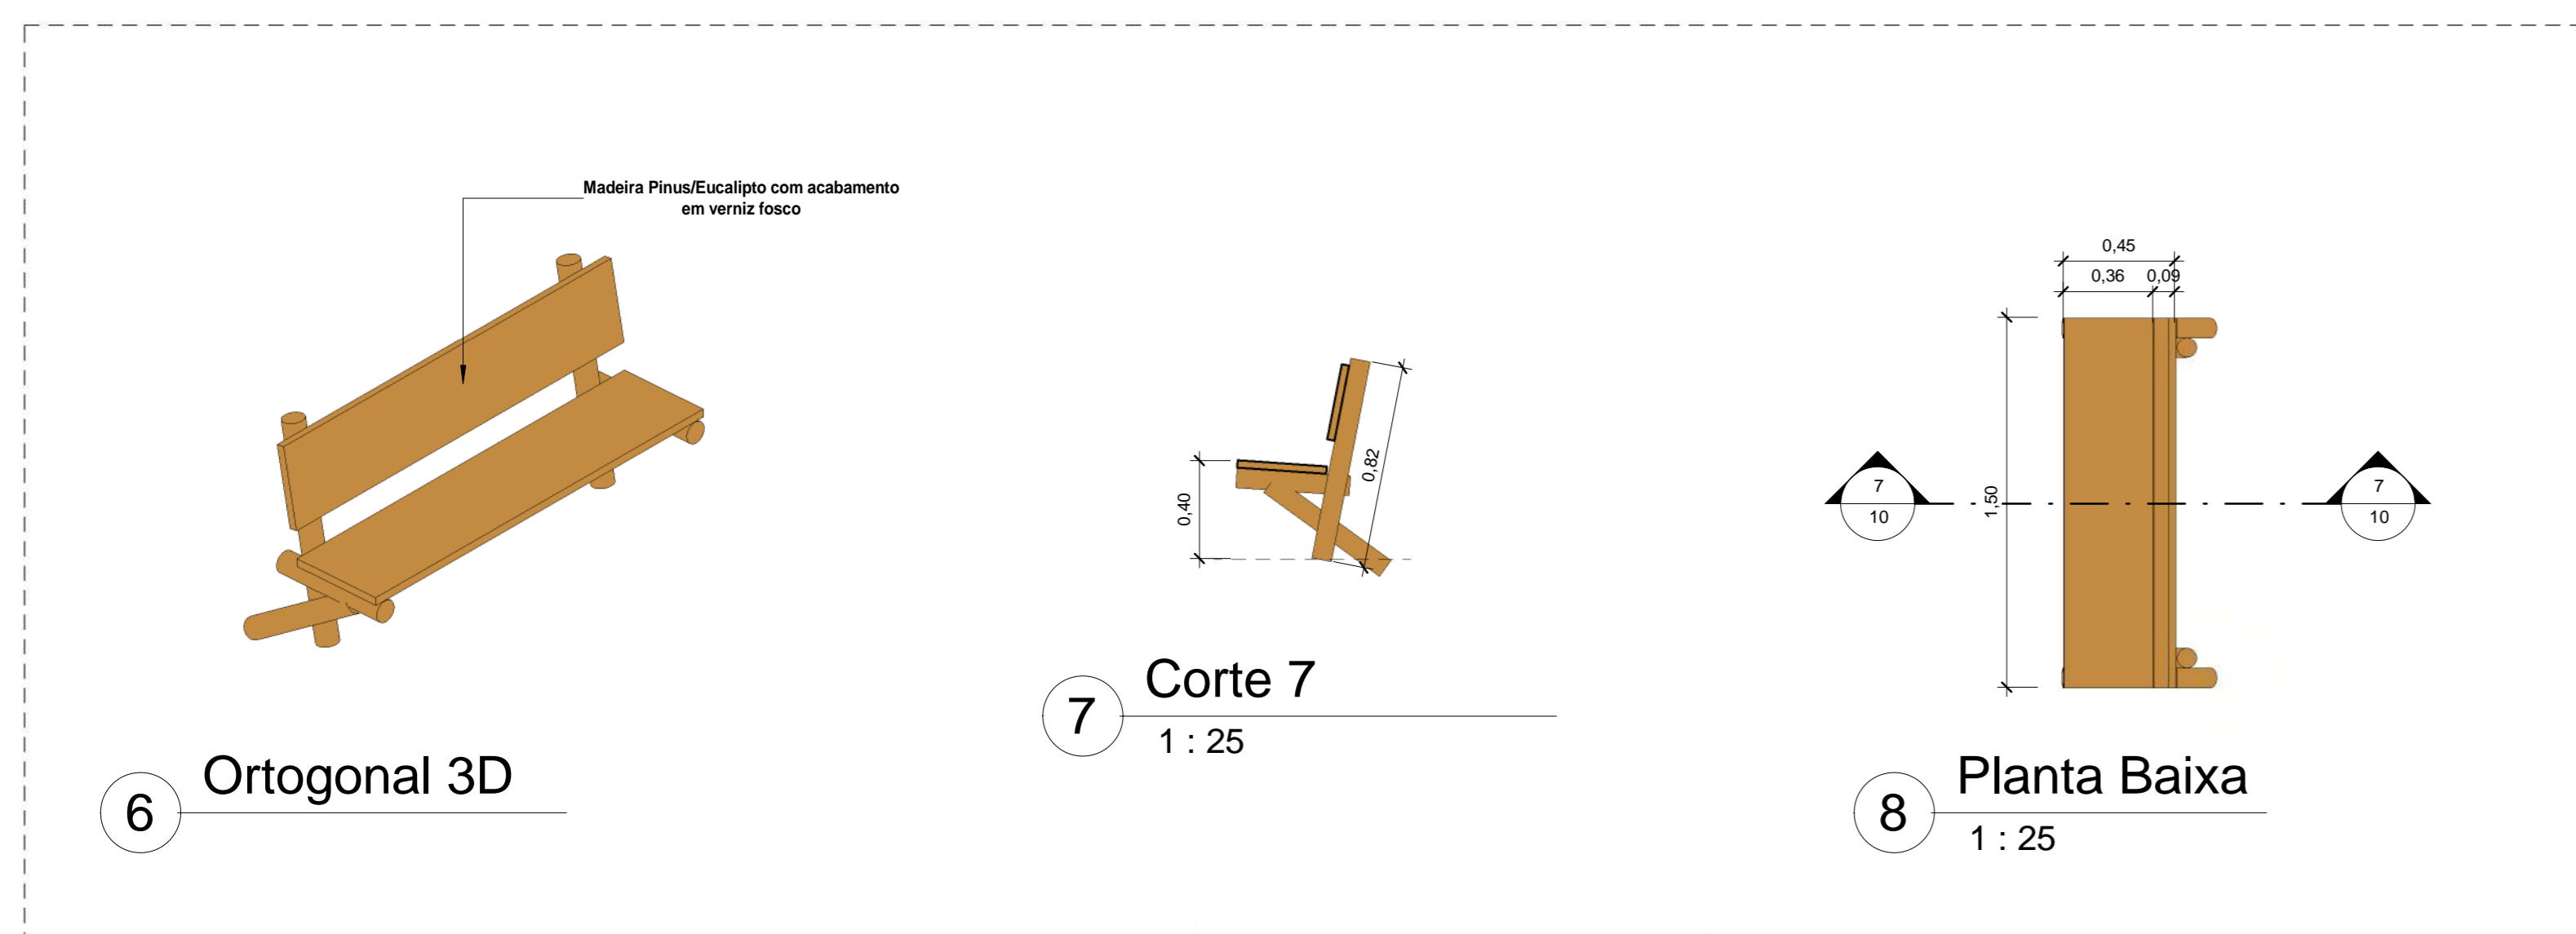 Madeira Pinus/Eucalipto com acabamento
em verniz fosco
6
Ortogonal 3D
0,40
0,82
7
Corte 7
1 : 25
0,45
0,36
0,09
1,50
7
10
7
10
8
Planta Baixa
1 : 25